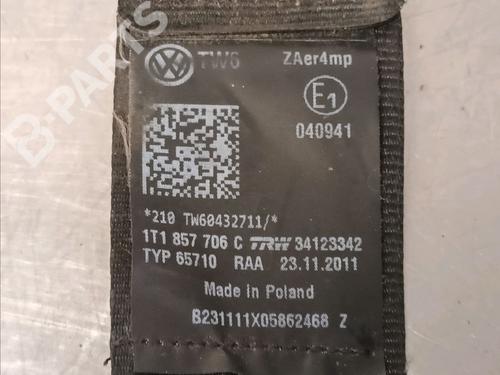 TW6 ZAer4mp
E1
040941
*210 TW60432711/*
1T1 857 706 C TRW 34123342
TYP 65710 RAA 23.11.2011
Made in Poland
B231111X05862468 Z
B-PARTS